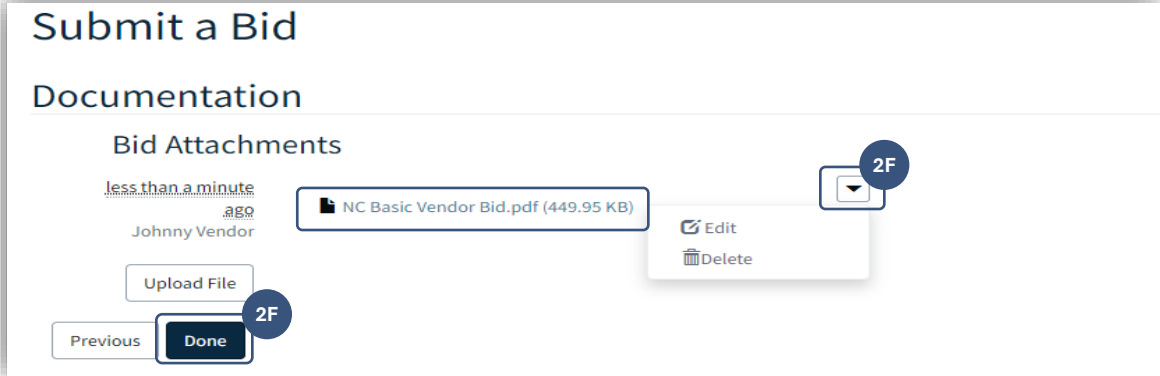 Submit a Bid
Documentation
Bid Attachments
2F
less than a minute
ago
Johnny Vendor
NC Basic Vendor Bid.pdf (449.95 KB)
Edit
Delete
Upload File
2F
Previous
Done